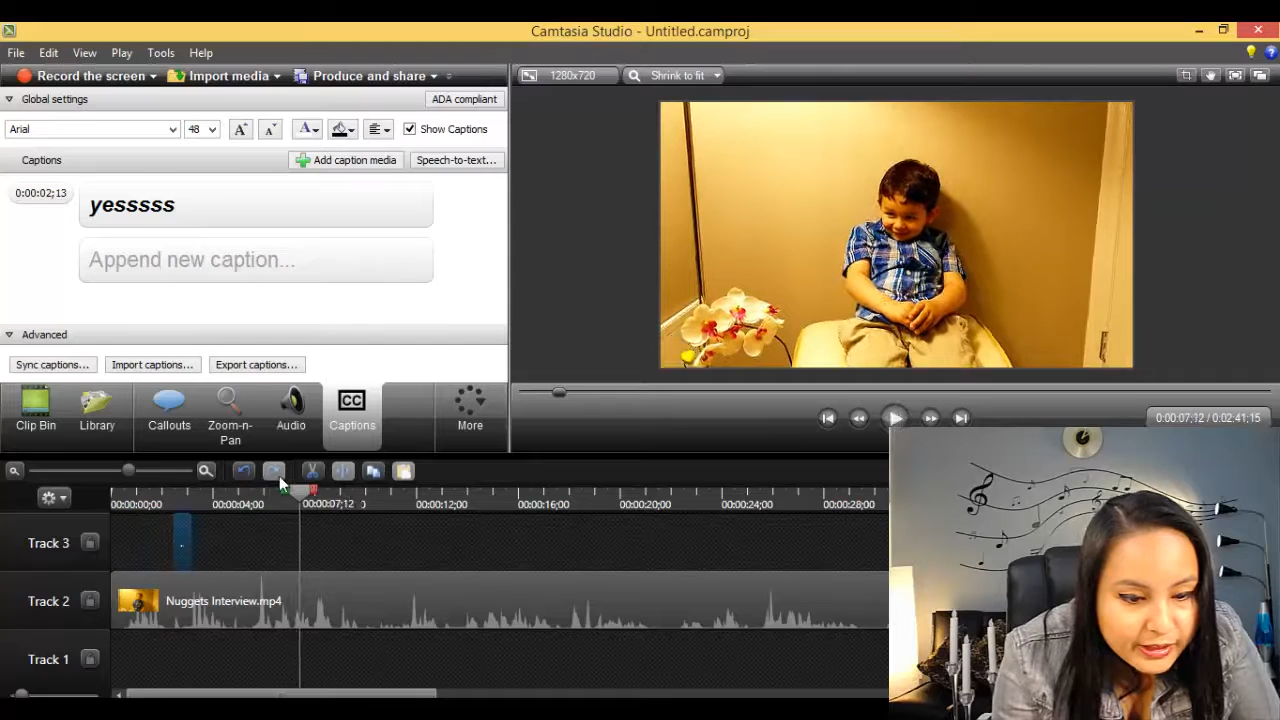 Camtasia Studio - Untitled.camproj
File Edit View Play Tools Help
Record the screen Import media Produce and share
1280x720 Shrink to fit
Global settings ADA compliant
Arial 48 Show Captions
Captions Add caption media Speech-to-text...
0:00:02;13 yesssss
Append new caption...
Advanced
Sync captions... Import captions... Export captions...
Clip Bin Library Callouts Zoom-n-Pan Audio CC Captions More
0:00:07;12 / 0:02:41;15
00:00:00;00 00:00:04;00 00:00:07;12 00:00:12;00 00:00:16;00 00:00:20;00 00:00:24;00 00:00:28;00
Track 3
Track 2 Nuggets Interview.mp4
Track 1